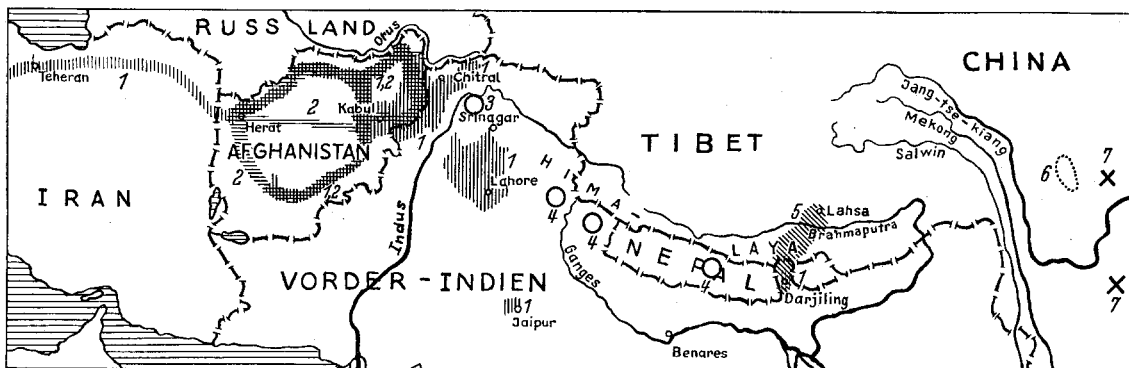 RUSSLAND
Oxus
CHINA
Teheran
1
Chitral
1
1,2
3
Kabul
2
Srinagar
Herat
AFGHANISTAN
1
1
TIBET
Jang-tse-kiang
Mekong
Salwin
6
7
IRAN
2
1,2
Lahore
HIMA-
LAYA
4
4
5
Lahsa
Brahmaputra
Indus
NEPAL
4
1
Ganges
VORDER-INDIEN
Darjiling
7
1
Jaipur
Benares